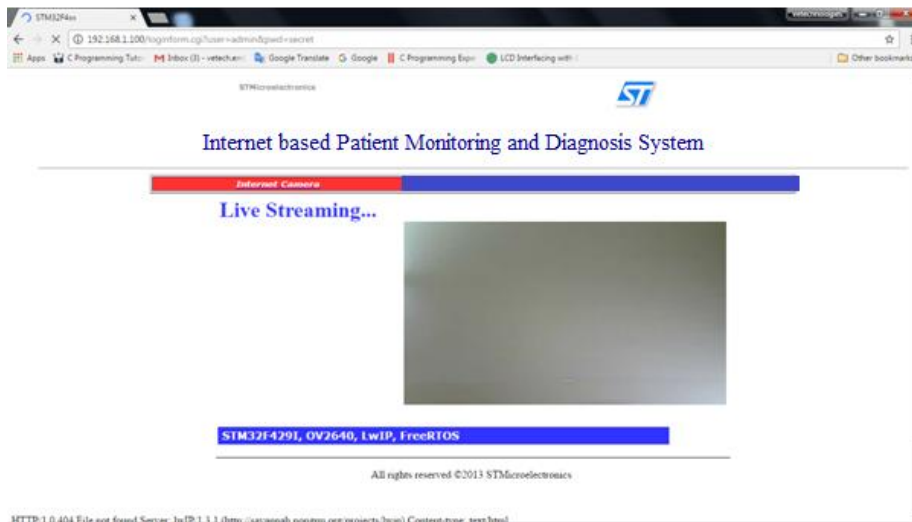 STM32F4xx
vetechnologies
192.168.1.100/loginform.cgi?user=admin&pwd=secret
Apps C Programming Tuto Inbox (3) - vetech.em Google Translate Google C Programming Exp LCD Interfacing with Other bookmarks
STMicroelectronics
ST
Internet based Patient Monitoring and Diagnosis System
Internet Camera
Live Streaming...
STM32F429I, OV2640, LwIP, FreeRTOS
All rights reserved ©2013 STMicroelectronics
HTTP/1.0 404 File not found Server: lwIP/1.3.1 (http://savannah.nongnu.org/projects/lwip) Content-type: text/html